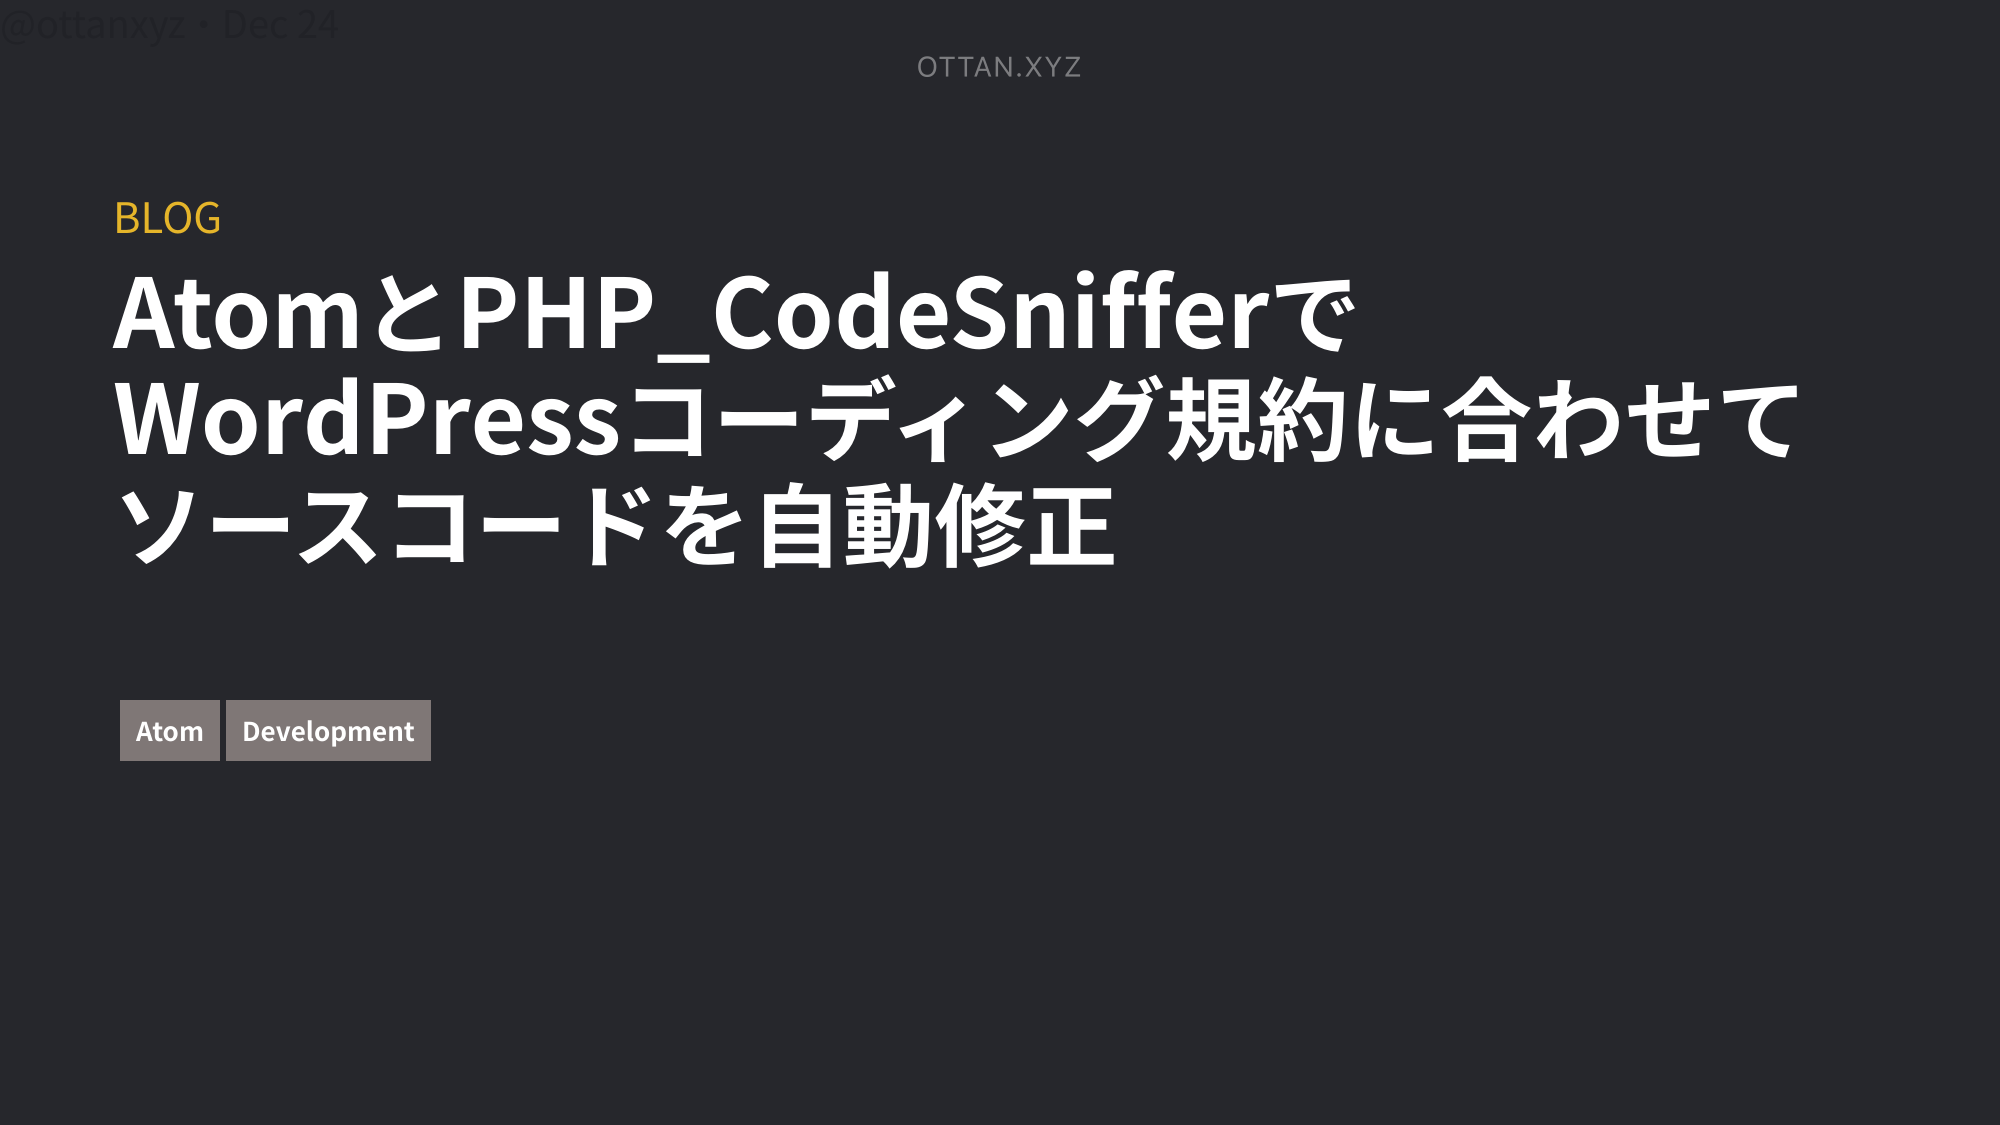 @ottanxyz・Dec 24
OTTAN.XYZ
BLOG
AtomとPHP_CodeSnifferで
WordPressコーディング規約に合わせて
ソースコードを自動修正
Atom
Development